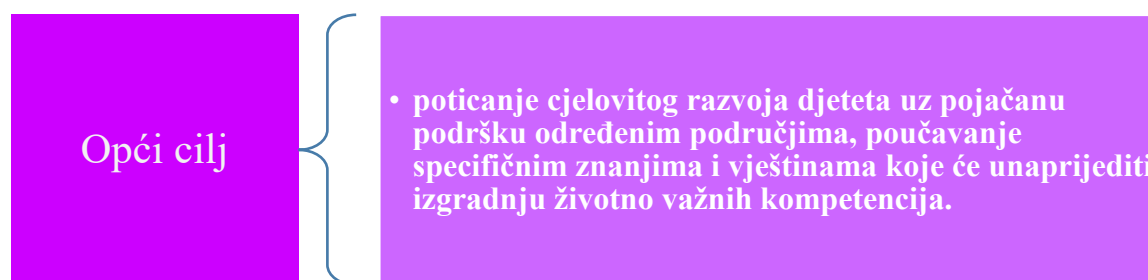 Opći cilj
• poticanje cjelovitog razvoja djeteta uz pojačanu
podršku određenim područjima, poučavanje
specifičnim znanjima i vještinama koje će unaprijediti
izgradnju životno važnih kompetencija.